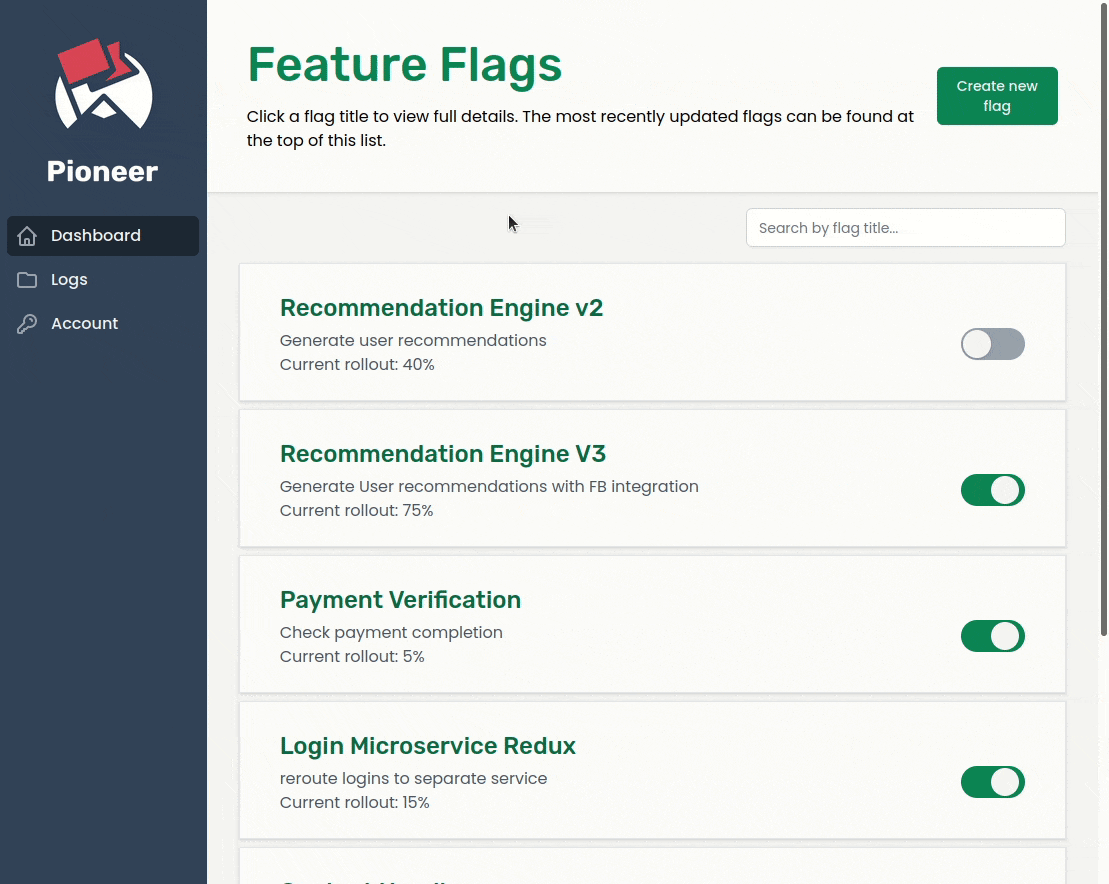 Pioneer
Dashboard
Logs
Account
Feature Flags
Click a flag title to view full details. The most recently updated flags can be found at
the top of this list.
Create new
flag
Search by flag title...
Recommendation Engine v2
Generate user recommendations
Current rollout: 40%
Recommendation Engine V3
Generate User recommendations with FB integration
Current rollout: 75%
Payment Verification
Check payment completion
Current rollout: 5%
Login Microservice Redux
reroute logins to separate service
Current rollout: 15%